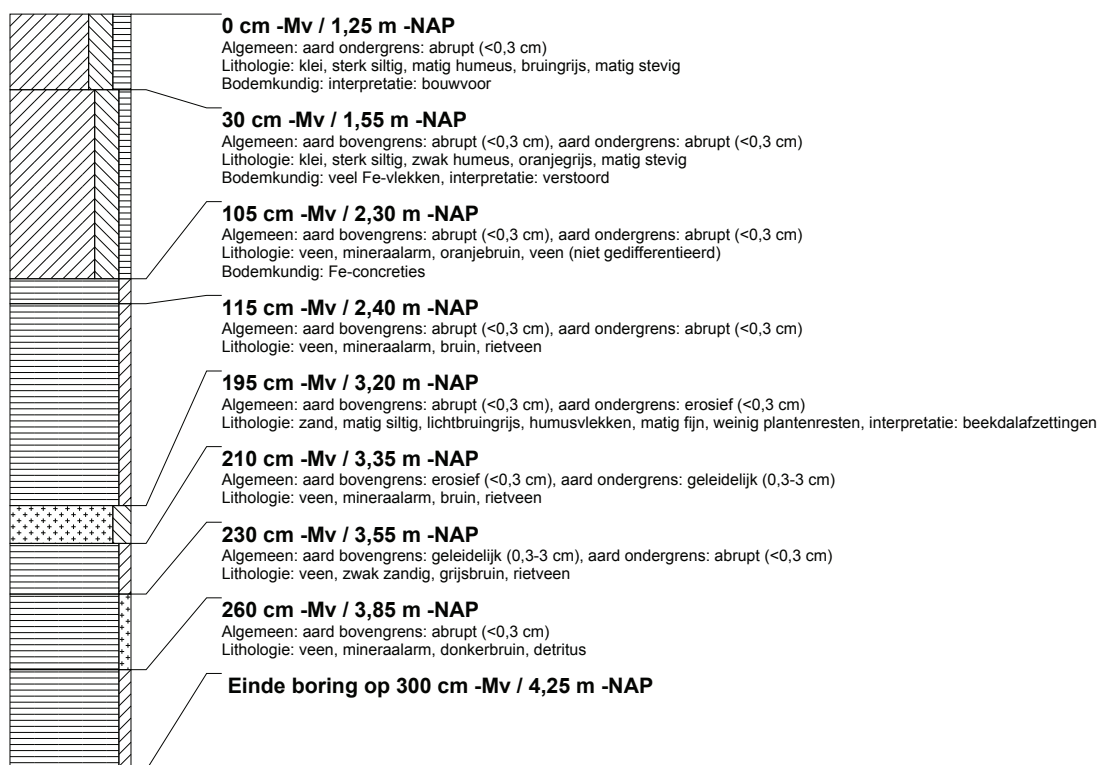 0 cm -Mv / 1,25 m -NAP
Algemeen: aard ondergrens: abrupt (<0,3 cm)
Lithologie: klei, sterk siltig, matig humeus, bruingrijs, matig stevig
Bodemkundig: interpretatie: bouwvoor
30 cm -Mv / 1,55 m -NAP
Algemeen: aard bovengrens: abrupt (<0,3 cm), aard ondergrens: abrupt (<0,3 cm)
Lithologie: klei, sterk siltig, zwak humeus, oranjegrijs, matig stevig
Bodemkundig: veel Fe-vlekken, interpretatie: verstoord
105 cm -Mv / 2,30 m -NAP
Algemeen: aard bovengrens: abrupt (<0,3 cm), aard ondergrens: abrupt (<0,3 cm)
Lithologie: veen, mineraalarm, oranjebruin, veen (niet gedifferentieerd)
Bodemkundig: Fe-concreties
115 cm -Mv / 2,40 m -NAP
Algemeen: aard bovengrens: abrupt (<0,3 cm), aard ondergrens: abrupt (<0,3 cm)
Lithologie: veen, mineraalarm, bruin, rietveen
195 cm -Mv / 3,20 m -NAP
Algemeen: aard bovengrens: abrupt (<0,3 cm), aard ondergrens: erosief (<0,3 cm)
Lithologie: zand, matig siltig, lichtbruingrijs, humusvlekken, matig fijn, weinig plantenresten, interpretatie: beekdalafzettingen
210 cm -Mv / 3,35 m -NAP
Algemeen: aard bovengrens: erosief (<0,3 cm), aard ondergrens: geleidelijk (0,3-3 cm)
Lithologie: veen, mineraalarm, bruin, rietveen
230 cm -Mv / 3,55 m -NAP
Algemeen: aard bovengrens: geleidelijk (0,3-3 cm), aard ondergrens: abrupt (<0,3 cm)
Lithologie: veen, zwak zandig, grijsbruin, rietveen
260 cm -Mv / 3,85 m -NAP
Algemeen: aard bovengrens: abrupt (<0,3 cm)
Lithologie: veen, mineraalarm, donkerbruin, detritus
Einde boring op 300 cm -Mv / 4,25 m -NAP